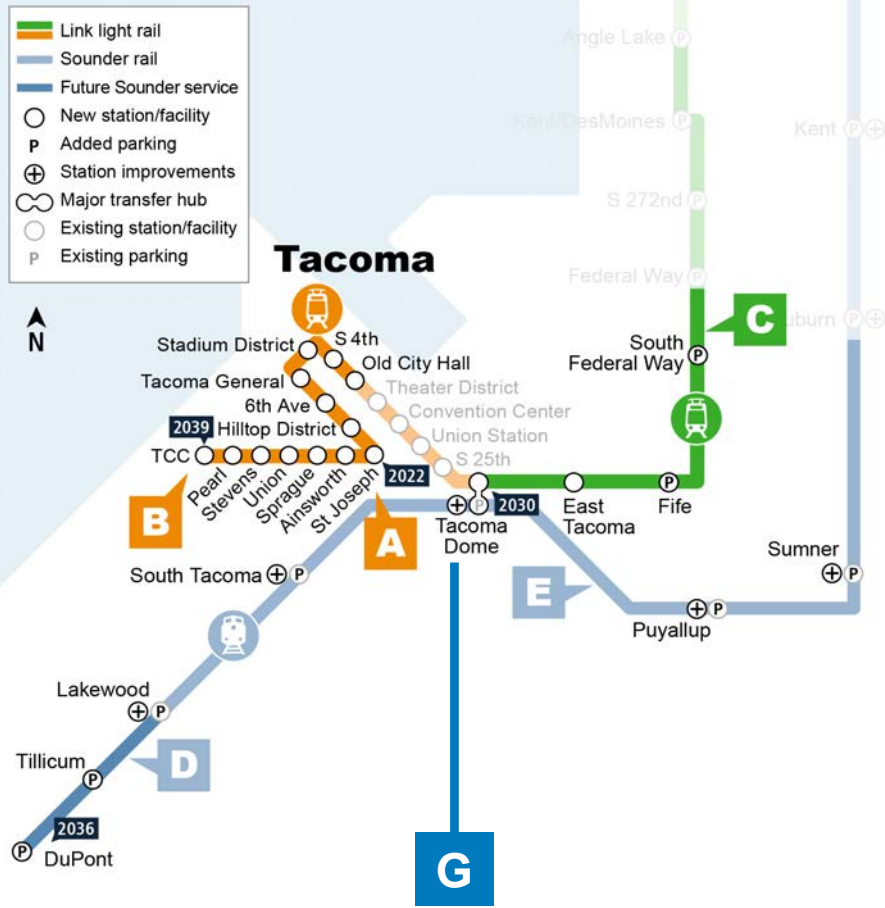 Link light rail
Sounder rail
Future Sounder service
New station/facility
P Added parking
Station improvements
Major transfer hub
Existing station/facility
P Existing parking
N
Tacoma
Angle Lake P
Kent/DesMoines P
Kent P
S 272nd P
Federal Way P
C
uburn P
South
Federal Way P
Stadium District
S 4th
Old City Hall
Tacoma General
Theater District
6th Ave
Convention Center
2039
Hilltop District
Union Station
TCC
S 25th
Pearl
Stevens
Union
Sprague
Ainsworth
St Joseph
2022
B
A
P
2030
Tacoma
Dome
East
Tacoma
P
Fife
South Tacoma P
E
Sumner
P
P
Puyallup
Lakewood
P
D
Tillicum
P
2036
P
DuPont
G